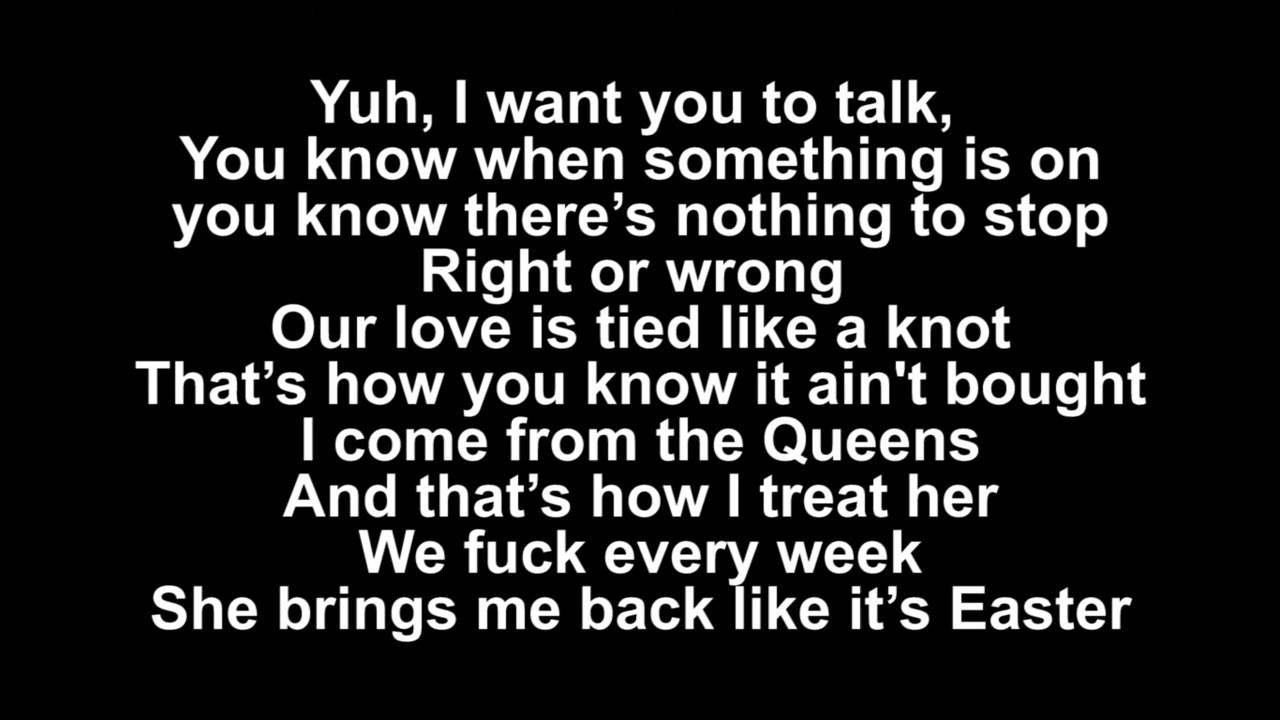 Yuh, I want you to talk,
You know when something is on
you know there’s nothing to stop
Right or wrong
Our love is tied like a knot
That’s how you know it ain't bought
I come from the Queens
And that’s how I treat her
We fuck every week
She brings me back like it’s Easter